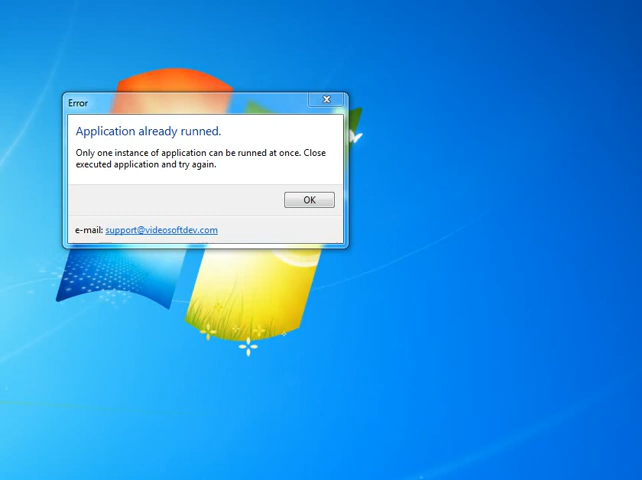 Error
Application already runned.
Only one instance of application can be runned at once. Close
executed application and try again.
OK
e-mail: support@videosoftdev.com